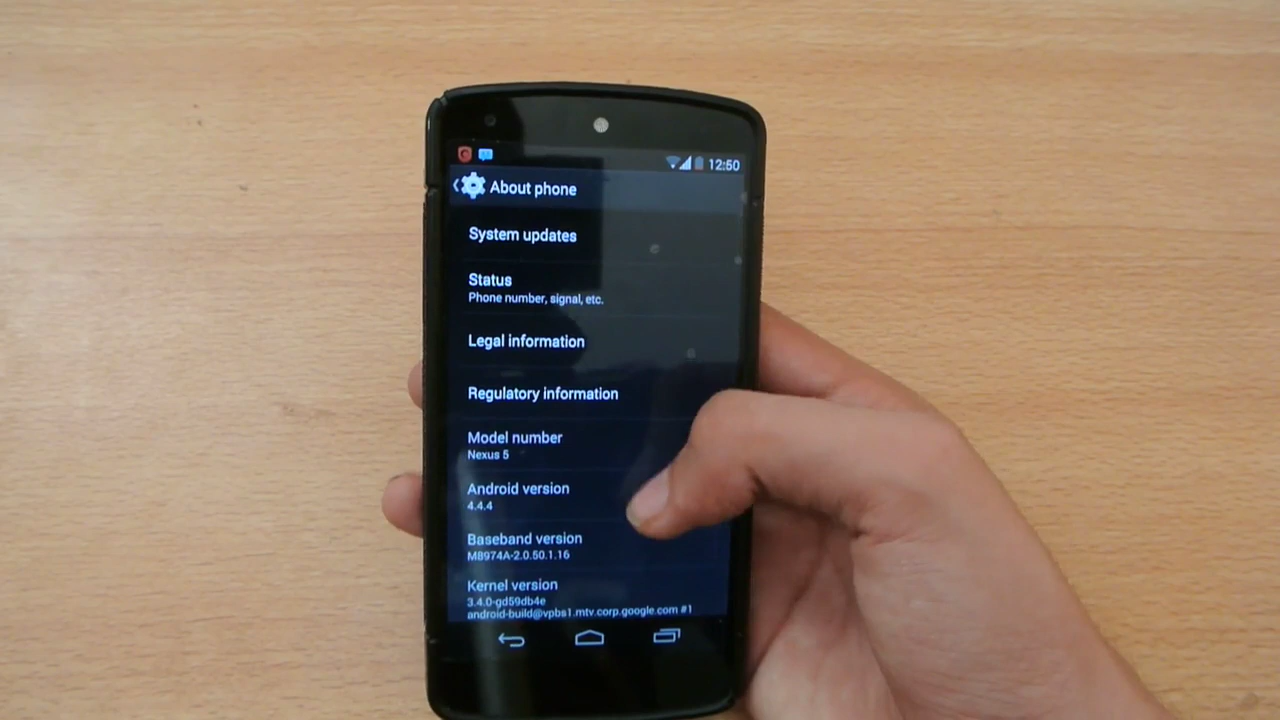 12:50
About phone
System updates
Status
Phone number, signal, etc.
Legal information
Regulatory information
Model number
Nexus 5
Android version
4.4.4
Baseband version
M8974A-2.0.50.1.16
Kernel version
3.4.0-gd59db4e
android-build@vpbs1.mtv.corp.google.com #1